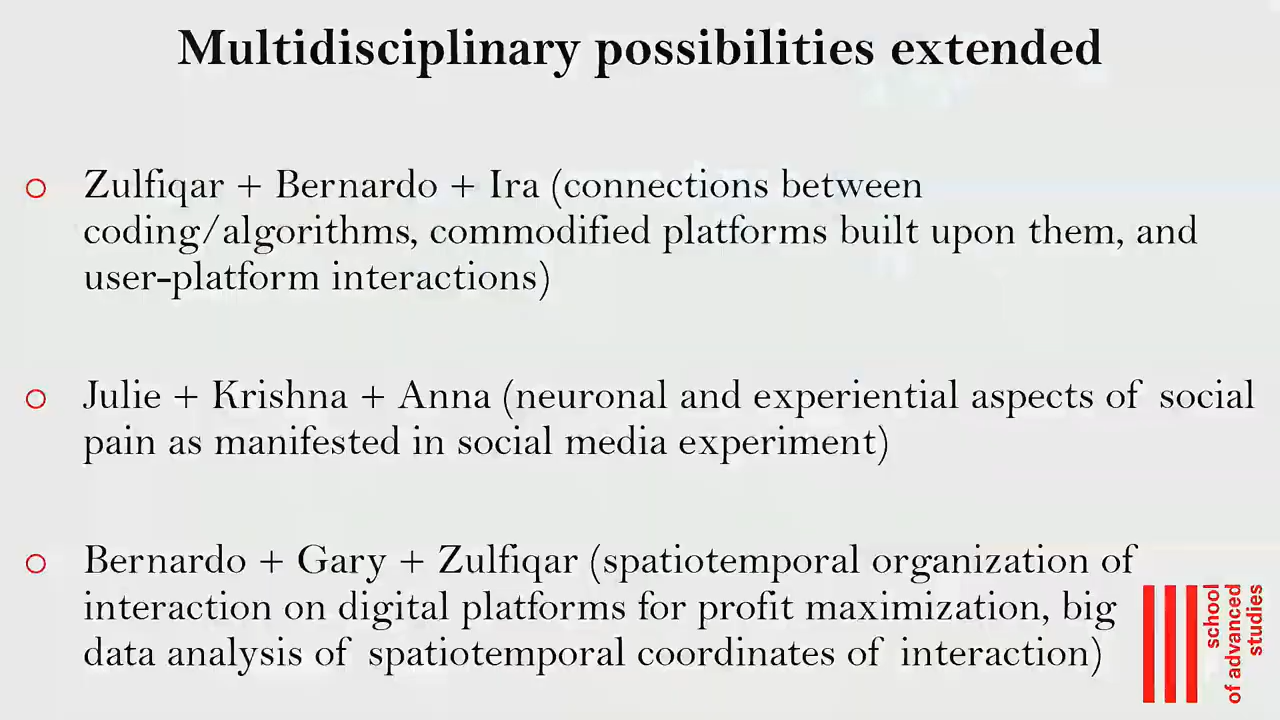 Multidisciplinary possibilities extended
Zulfiqar + Bernardo + Ira (connections between
coding/algorithms, commodified platforms built upon them, and
user-platform interactions)
Julie + Krishna + Anna (neuronal and experiential aspects of social
pain as manifested in social media experiment)
Bernardo + Gary + Zulfiqar (spatiotemporal organization of
interaction on digital platforms for profit maximization, big
data analysis of spatiotemporal coordinates of interaction)
school
of advanced
studies